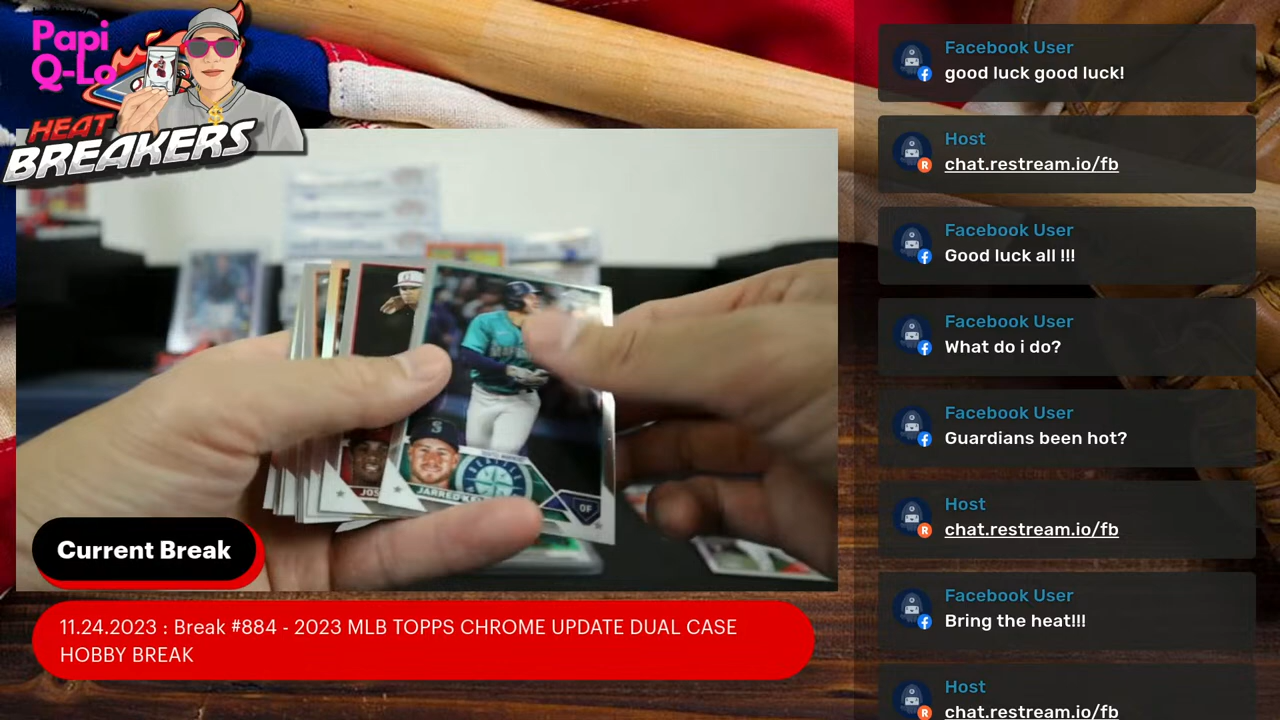 Papi
Q-Lo
HEAT
BREAKERS
JARRED
OF
Current Break
11.24.2023 : Break #884 - 2023 MLB TOPPS CHROME UPDATE DUAL CASE
HOBBY BREAK
Facebook User
good luck good luck!
Host
chat.restream.io/fb
Facebook User
Good luck all !!!
Facebook User
What do i do?
Facebook User
Guardians been hot?
Host
chat.restream.io/fb
Facebook User
Bring the heat!!!
Host
chat.restream.io/fb